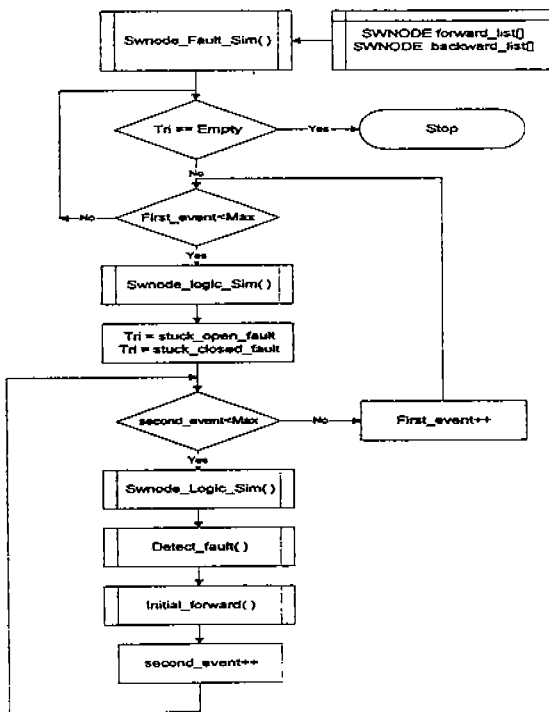 Swnode_Fault_Sim( )
SWNODE forward_list[]
SWNODE backward_list[]
Tri == Empty
Yes
Stop
No
First_event<Max
No
Yes
Swnode_logic_Sim( )
Tri = stuck_open_fault
Tri = stuck_closed_fault
second_event<Max
No
First_event++
Yes
Swnode_Logic_Sim( )
Detect_fault( )
Initial_forward( )
second_event++